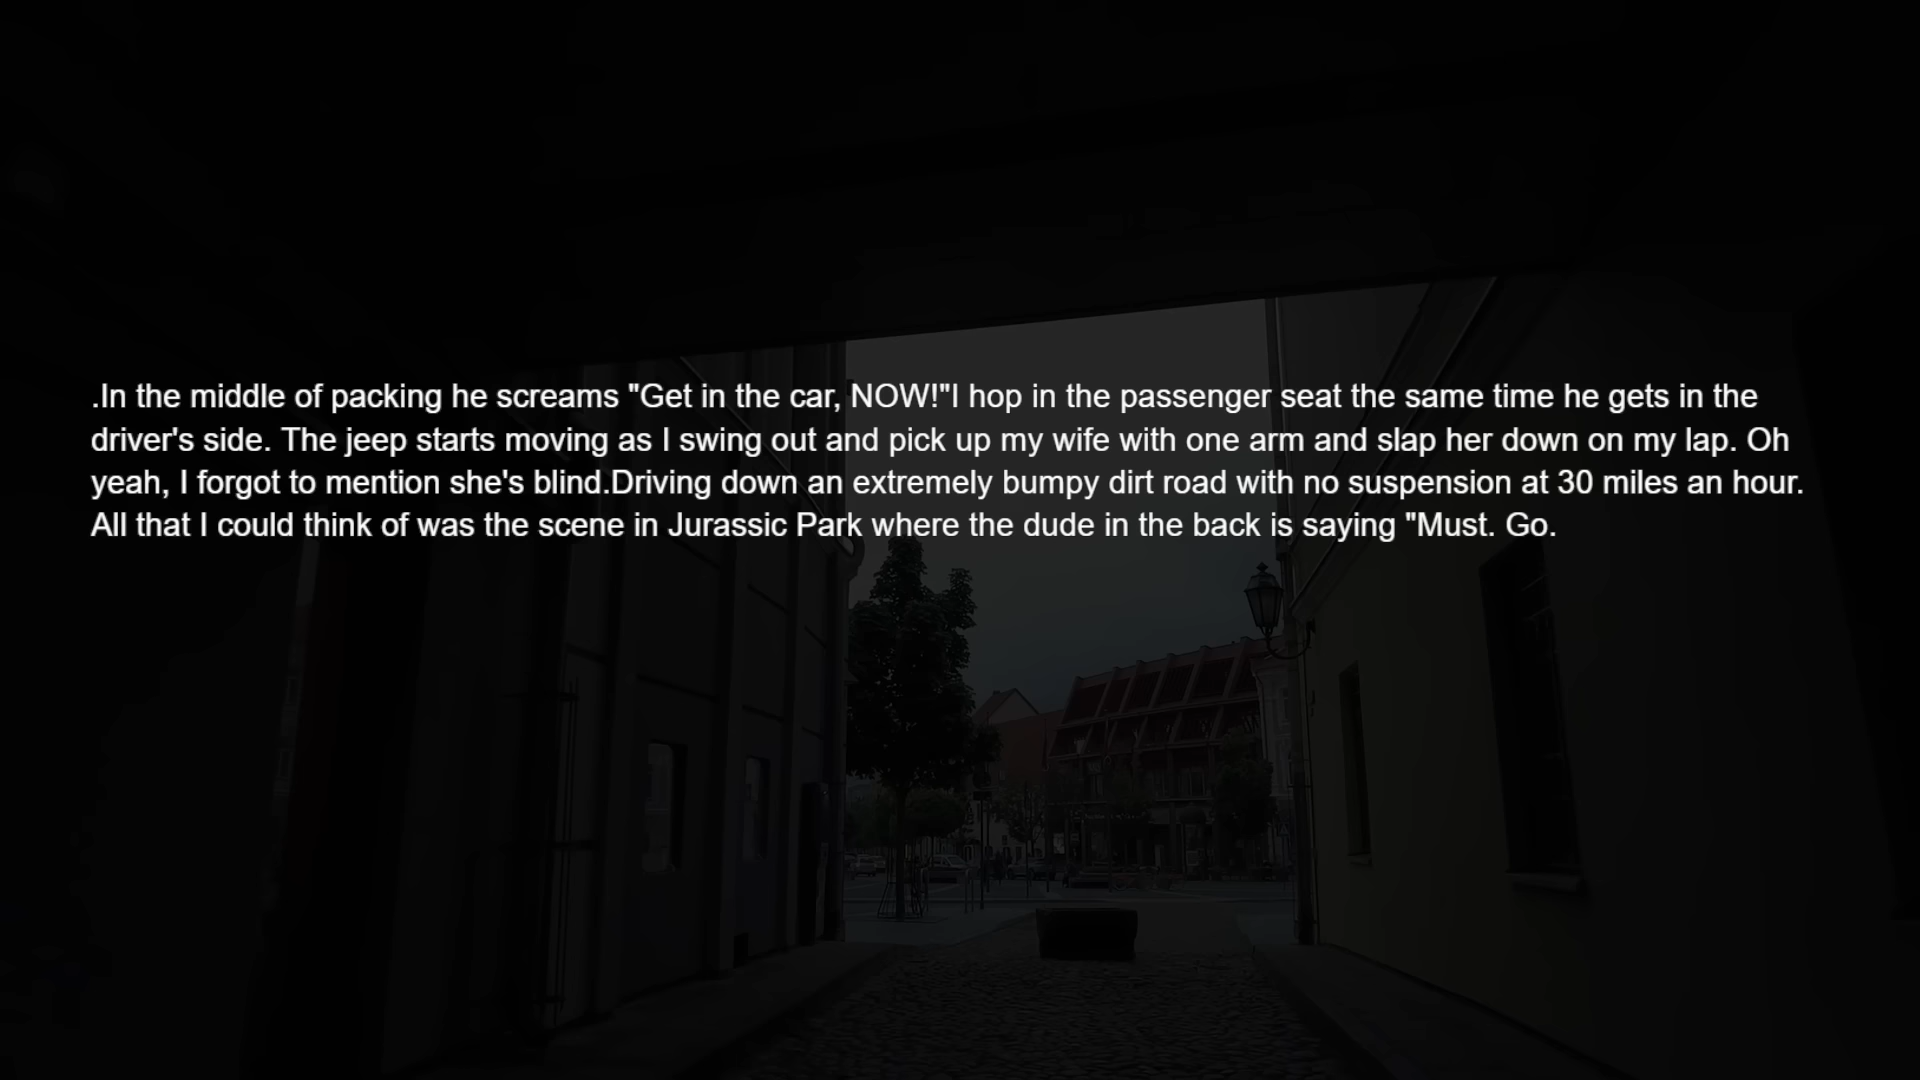 .In the middle of packing he screams "Get in the car, NOW!"I hop in the passenger seat the same time he gets in the
driver's side. The jeep starts moving as I swing out and pick up my wife with one arm and slap her down on my lap. Oh
yeah, I forgot to mention she's blind.Driving down an extremely bumpy dirt road with no suspension at 30 miles an hour.
All that I could think of was the scene in Jurassic Park where the dude in the back is saying "Must. Go.